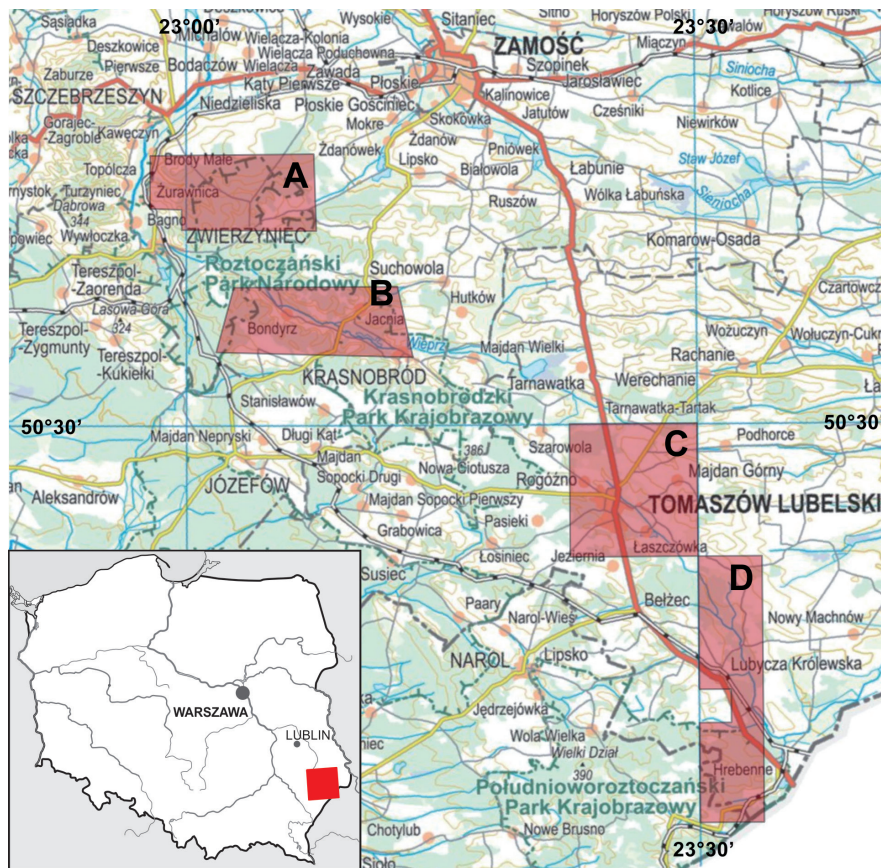 23°00'
23°30'
Sąsiadka
Deszkowice
Pierwsze
Michalów
Wielącza-Kolonia
Wielącza Poduchowna
Wysokie
Sitaniec
Horyszów Polski
Horyszów Ruski
ZAMOŚĆ
Miączyn
Zaburze
Bodaczów
Wielącza
Zawada
Płoskie
Szopinek
Jarosławiec
Siniocha
SZCZEBRZESZYN
Niedzieliska
Kąty Pierwsze
Płoskie Gościniec
Kalinowice
Kotlice
Gorajec-
Zagroble
Kawęczyn
Mokre
Skokówka
Jatutów
Cześniki
Niewirków
Topólcza
Brody Małe
A
Żdanówek
Żdanów
Lipsko
Pniówek
Białowola
Łabunie
Staw Józef
Sieniocha
Turzyniec
Żurawnica
Dąbrowa
344
Bagno
Ruszów
Wólka Łabuńska
Wywłoczka
ZWIERZYNIEC
Komarów-Osada
Roztoczański
Park Narodowy
Suchowola
Tereszpol-
Zaorenda
B
Hutków
Lasowa Góra
324
Tereszpol-
Zygmunty
Bondyrz
Jacnia
Wożuczyn
Wieprz
Majdan Wielki
Rachanie
Tereszpol-
Kukiełki
KRASNOBRÓD
Tarnawatka
Werechanie
Stanisławów
Krasnobrodzki
Park Krajobrazowy
Tarnawatka-Tartak
50°30'
50°30'
Majdan Nepryski
Długi Kąt
386
Szarowola
C
Podhorce
Majdan
Nowa Ciotusza
Majdan Górny
Aleksandrów
JÓZEFÓW
Sopocki Drugi
Rogóźno
Majdan Sopocki Pierwszy
TOMASZÓW LUBELSKI
Grabowica
Pasieki
Łosiniec
Jeziernia
Łaszczówka
Susiec
D
Paary
Bełżec
Narol-Wieś
Nowy Machnów
NAROL
Lipsko
Lubycza Królewska
WARSZAWA
Jędrzejówka
LUBLIN
Wola Wielka
Wielki Dział
390
Hrebenne
Południoworoztoczański
Park Krajobrazowy
Chotylub
Nowe Brusno
23°30'